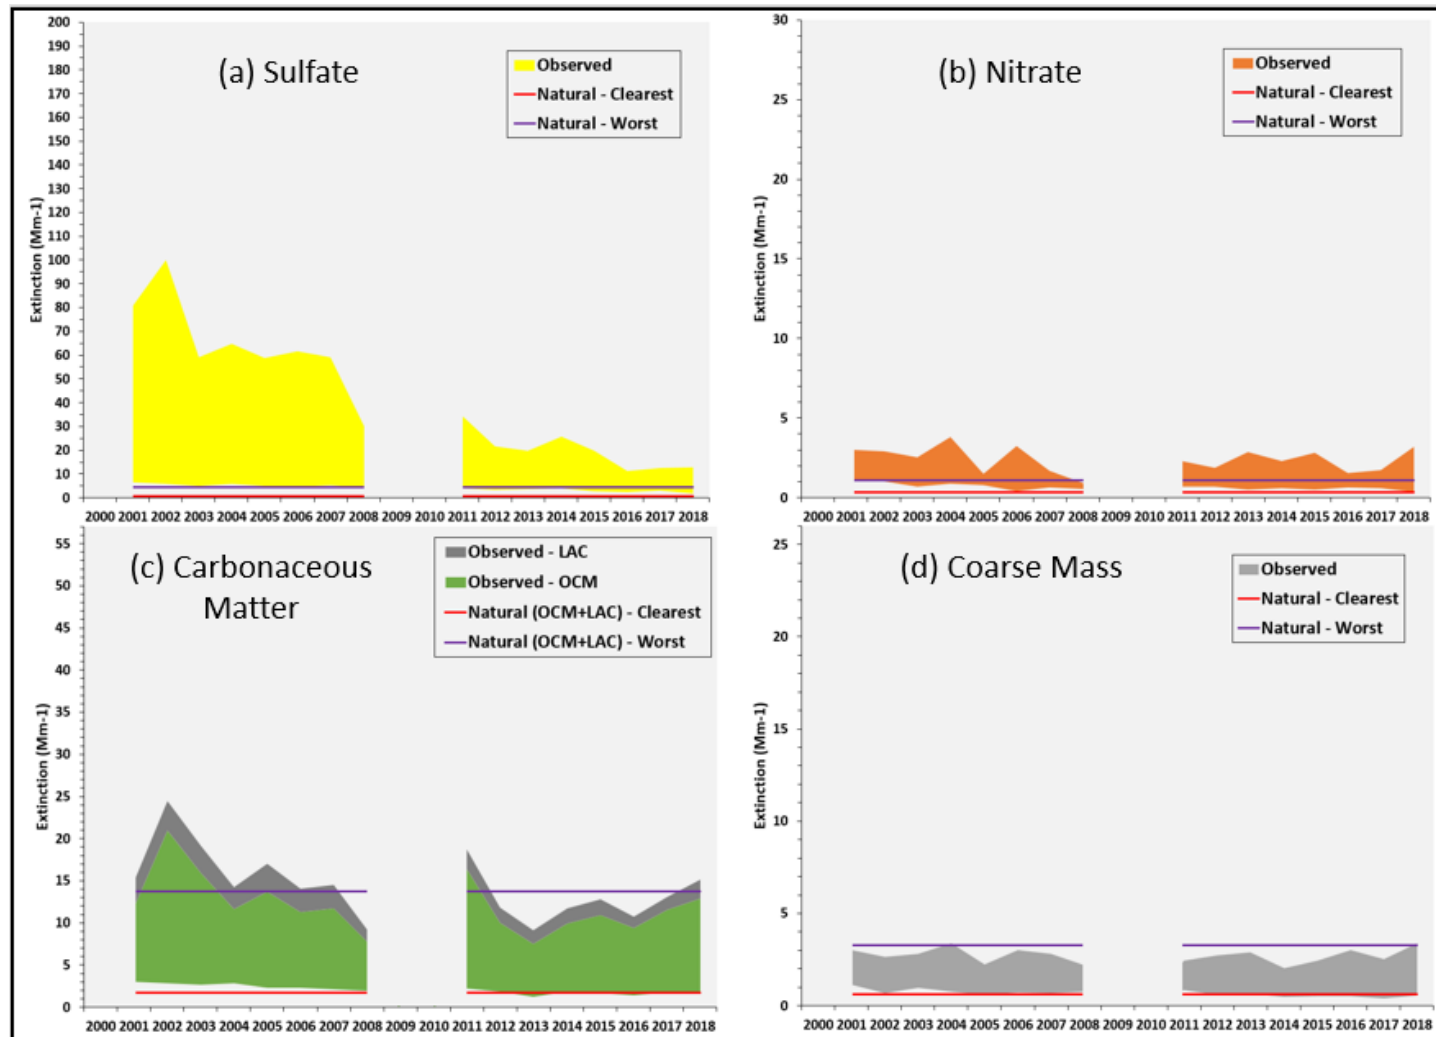 (a) Sulfate
Observed
Natural - Clearest
Natural - Worst
Extinction (Mm-1)
200
190
180
170
160
150
140
130
120
110
100
90
80
70
60
50
40
30
20
10
0
2000 2001 2002 2003 2004 2005 2006 2007 2008 2009 2010 2011 2012 2013 2014 2015 2016 2017 2018
(b) Nitrate
Observed
Natural - Clearest
Natural - Worst
Extinction (Mm-1)
30
25
20
15
10
5
0
2000 2001 2002 2003 2004 2005 2006 2007 2008 2009 2010 2011 2012 2013 2014 2015 2016 2017 2018
(c) Carbonaceous
Matter
Observed - LAC
Observed - OCM
Natural (OCM+LAC) - Clearest
Natural (OCM+LAC) - Worst
Extinction (Mm-1)
55
50
45
40
35
30
25
20
15
10
5
0
2000 2001 2002 2003 2004 2005 2006 2007 2008 2009 2010 2011 2012 2013 2014 2015 2016 2017 2018
(d) Coarse Mass
Observed
Natural - Clearest
Natural - Worst
Extinction (Mm-1)
25
20
15
10
5
0
2000 2001 2002 2003 2004 2005 2006 2007 2008 2009 2010 2011 2012 2013 2014 2015 2016 2017 2018